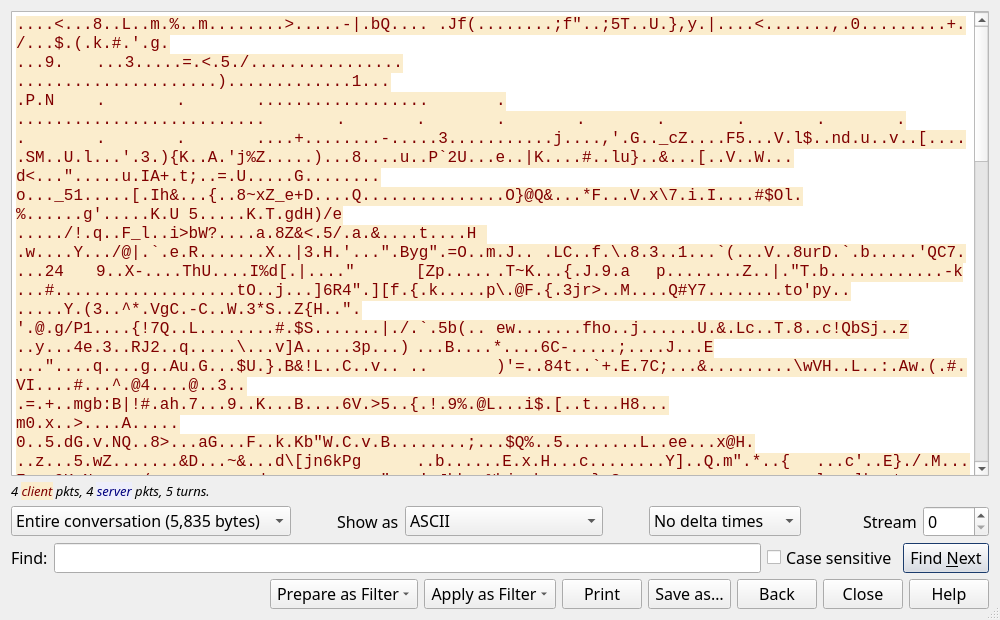 ....<...8..L..m.%..m........>.....-|.bQ.... .Jf(........;f"..;5T..U.},y.|....<.......,.0.........+.
/...$.(.k.#.'.g.
...9.    ...3.....=.<.5./................
.....................).............1...
.P.N     .        .        ..................       .
..........................        .        .        .        .        .        .        .        .
.        .        .        ....+........-.....3...........j....,'.G.._cZ....F5...V.l$..nd.u..v..[....
.SM..U.l...'.3.){K..A.'j%Z.....)...8....u..P`2U...e..|K....#..lu}..&...[..V..W...
d<...".....u.IA+.t;..=.U.....G........
o..._51.....[.Ih&...{..8~xZ_e+D....Q...............O}@Q&...*F...V.x\7.i.I....#$Ol.
%......g'.....K.U 5.....K.T.gdH)/e
...../!.q..F_l..i>bW?....a.8Z&<.5/.a.&....t....H
.w....Y.../@|.`.e.R.......X..|3.H.'...".Byg".=O..m.J.. .LC..f.\.8.3..1...`(...V..8urD.`.b.....'QC7.
...24    9..X-....ThU....I%d[.|...."       [Zp......T~K...{.J.9.a   p........Z..|."T.b............-k
...#....................tO..j...]6R4".][f.{.k.....p\.@F.{.3jr>..M....Q#Y7........to'py..
.....Y.(3..^*.VgC.-C..W.3*S..Z{H..".
'.@.g/P1....{!7Q..L........#.$S.......|./.`.5b(.. ew.......fho..j......U.&.Lc..T.8..c!QbSj..z
..y...4e.3..RJ2..q.....\...v]A.....3p...) ...B....*....6C-.....;....J...E
..."....q....g..Au.G...$U.}.B&!L..C..v.. ..       )'=..84t..`+.E.7C;...&.........\wVH..L..:.Aw.(.#.
VI....#...^.@4....@..3..
.=.+..mgb:B|!#.ah.7...9..K...B....6V.>5..{.!.9%.@L...i$.[..t...H8...
m0.x..>....A.....
0..5.dG.v.NQ..8>...aG...F..k.Kb"W.C.v.B........;...$Q%..5........L..ee...x@H.
..z...5.wZ.......&D...~&...d\[jn6kPg      ..b......E.x.H...c........Y]..Q.m".*..{   ...c'..E}./.M...
4 client pkts, 4 server pkts, 5 turns.
Entire conversation (5,835 bytes) Show as ASCII No delta times Stream 0
Find: Case sensitive Find Next
Prepare as Filter Apply as Filter Print Save as... Back Close Help